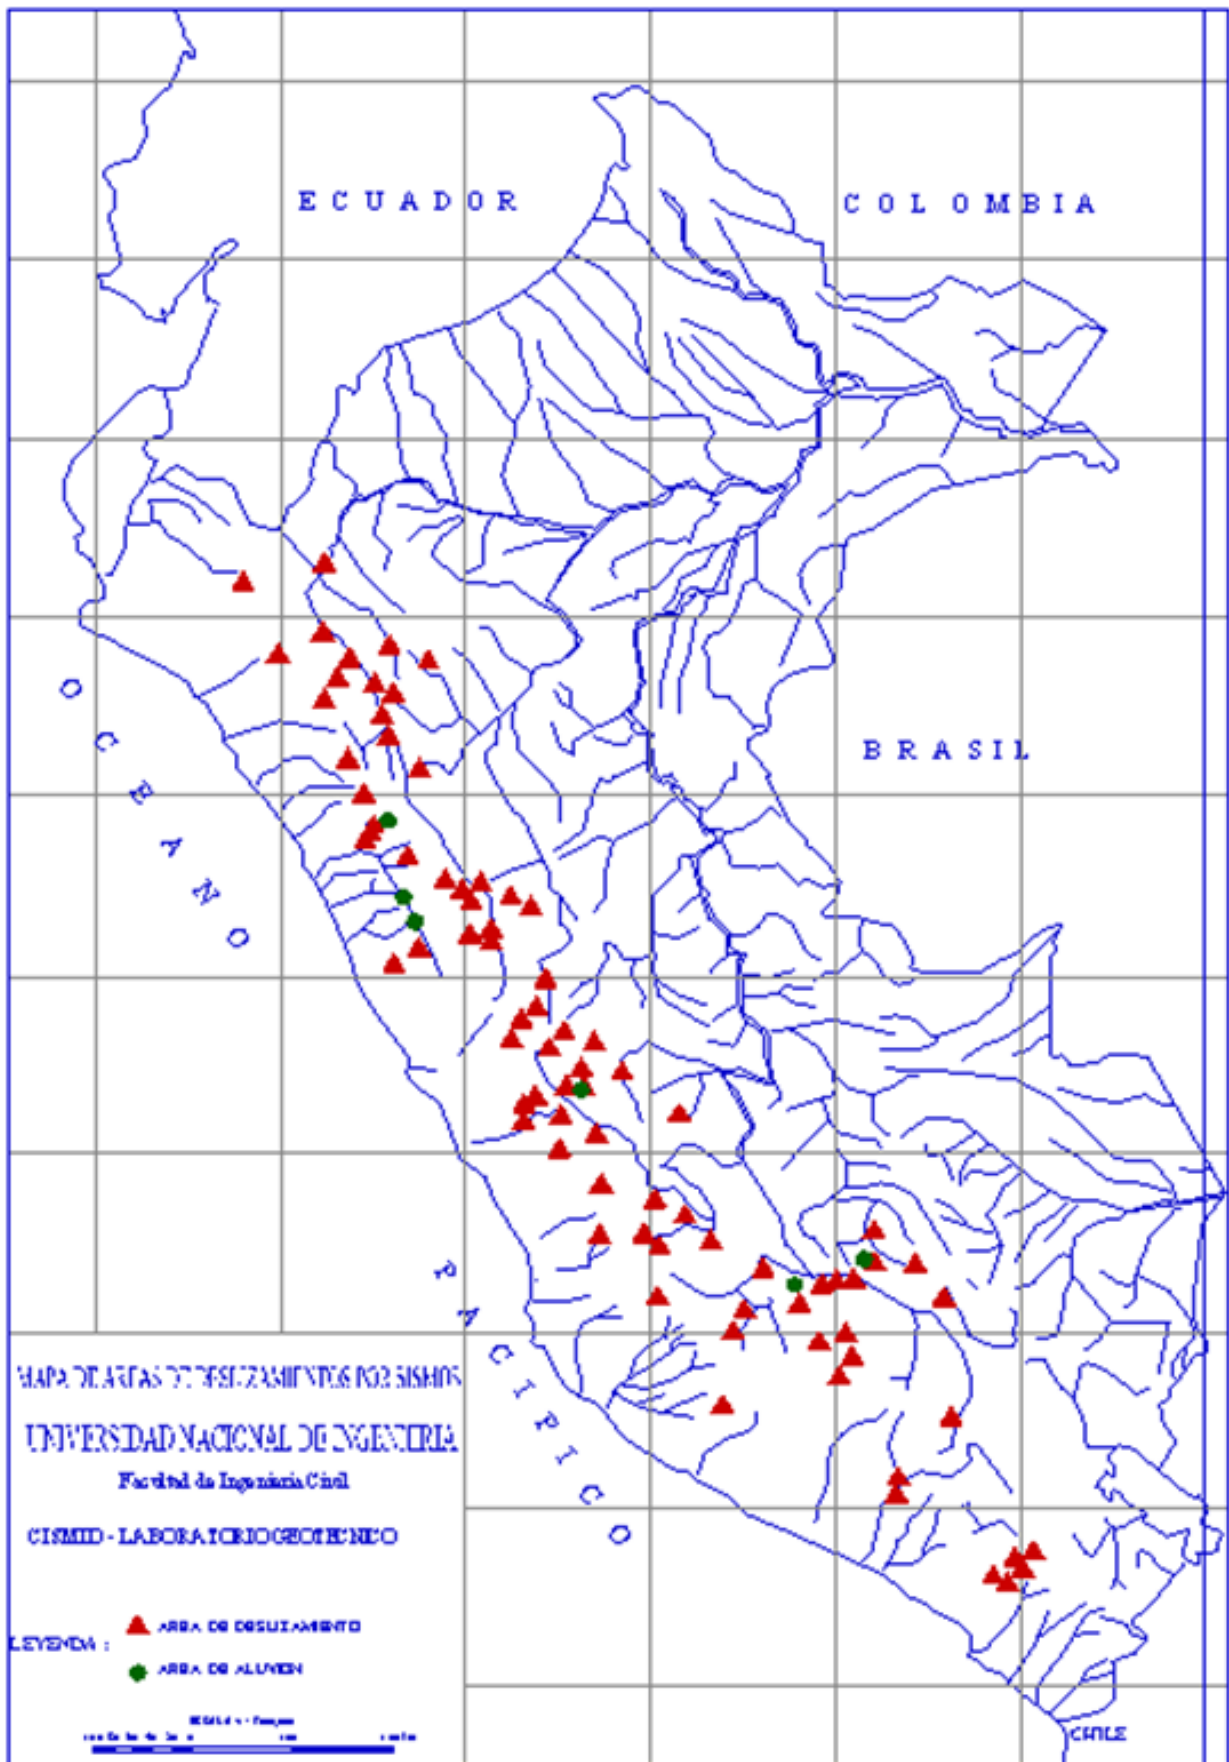 ECUADOR
COLOMBIA
BRASIL
OCEANO
PACIFICO
MAPA DE AREAS DE DESLIZAMIENTOS POR SISMOS
UNIVERSIDAD NACIONAL DE INGENIERIA
Facultad de Ingenieria Civil
CISMID - LABORATORIO GEOTECNICO
AREA DE DESLIZAMIENTO
LEYENDA :
AREA DE ALUVION
CHILE